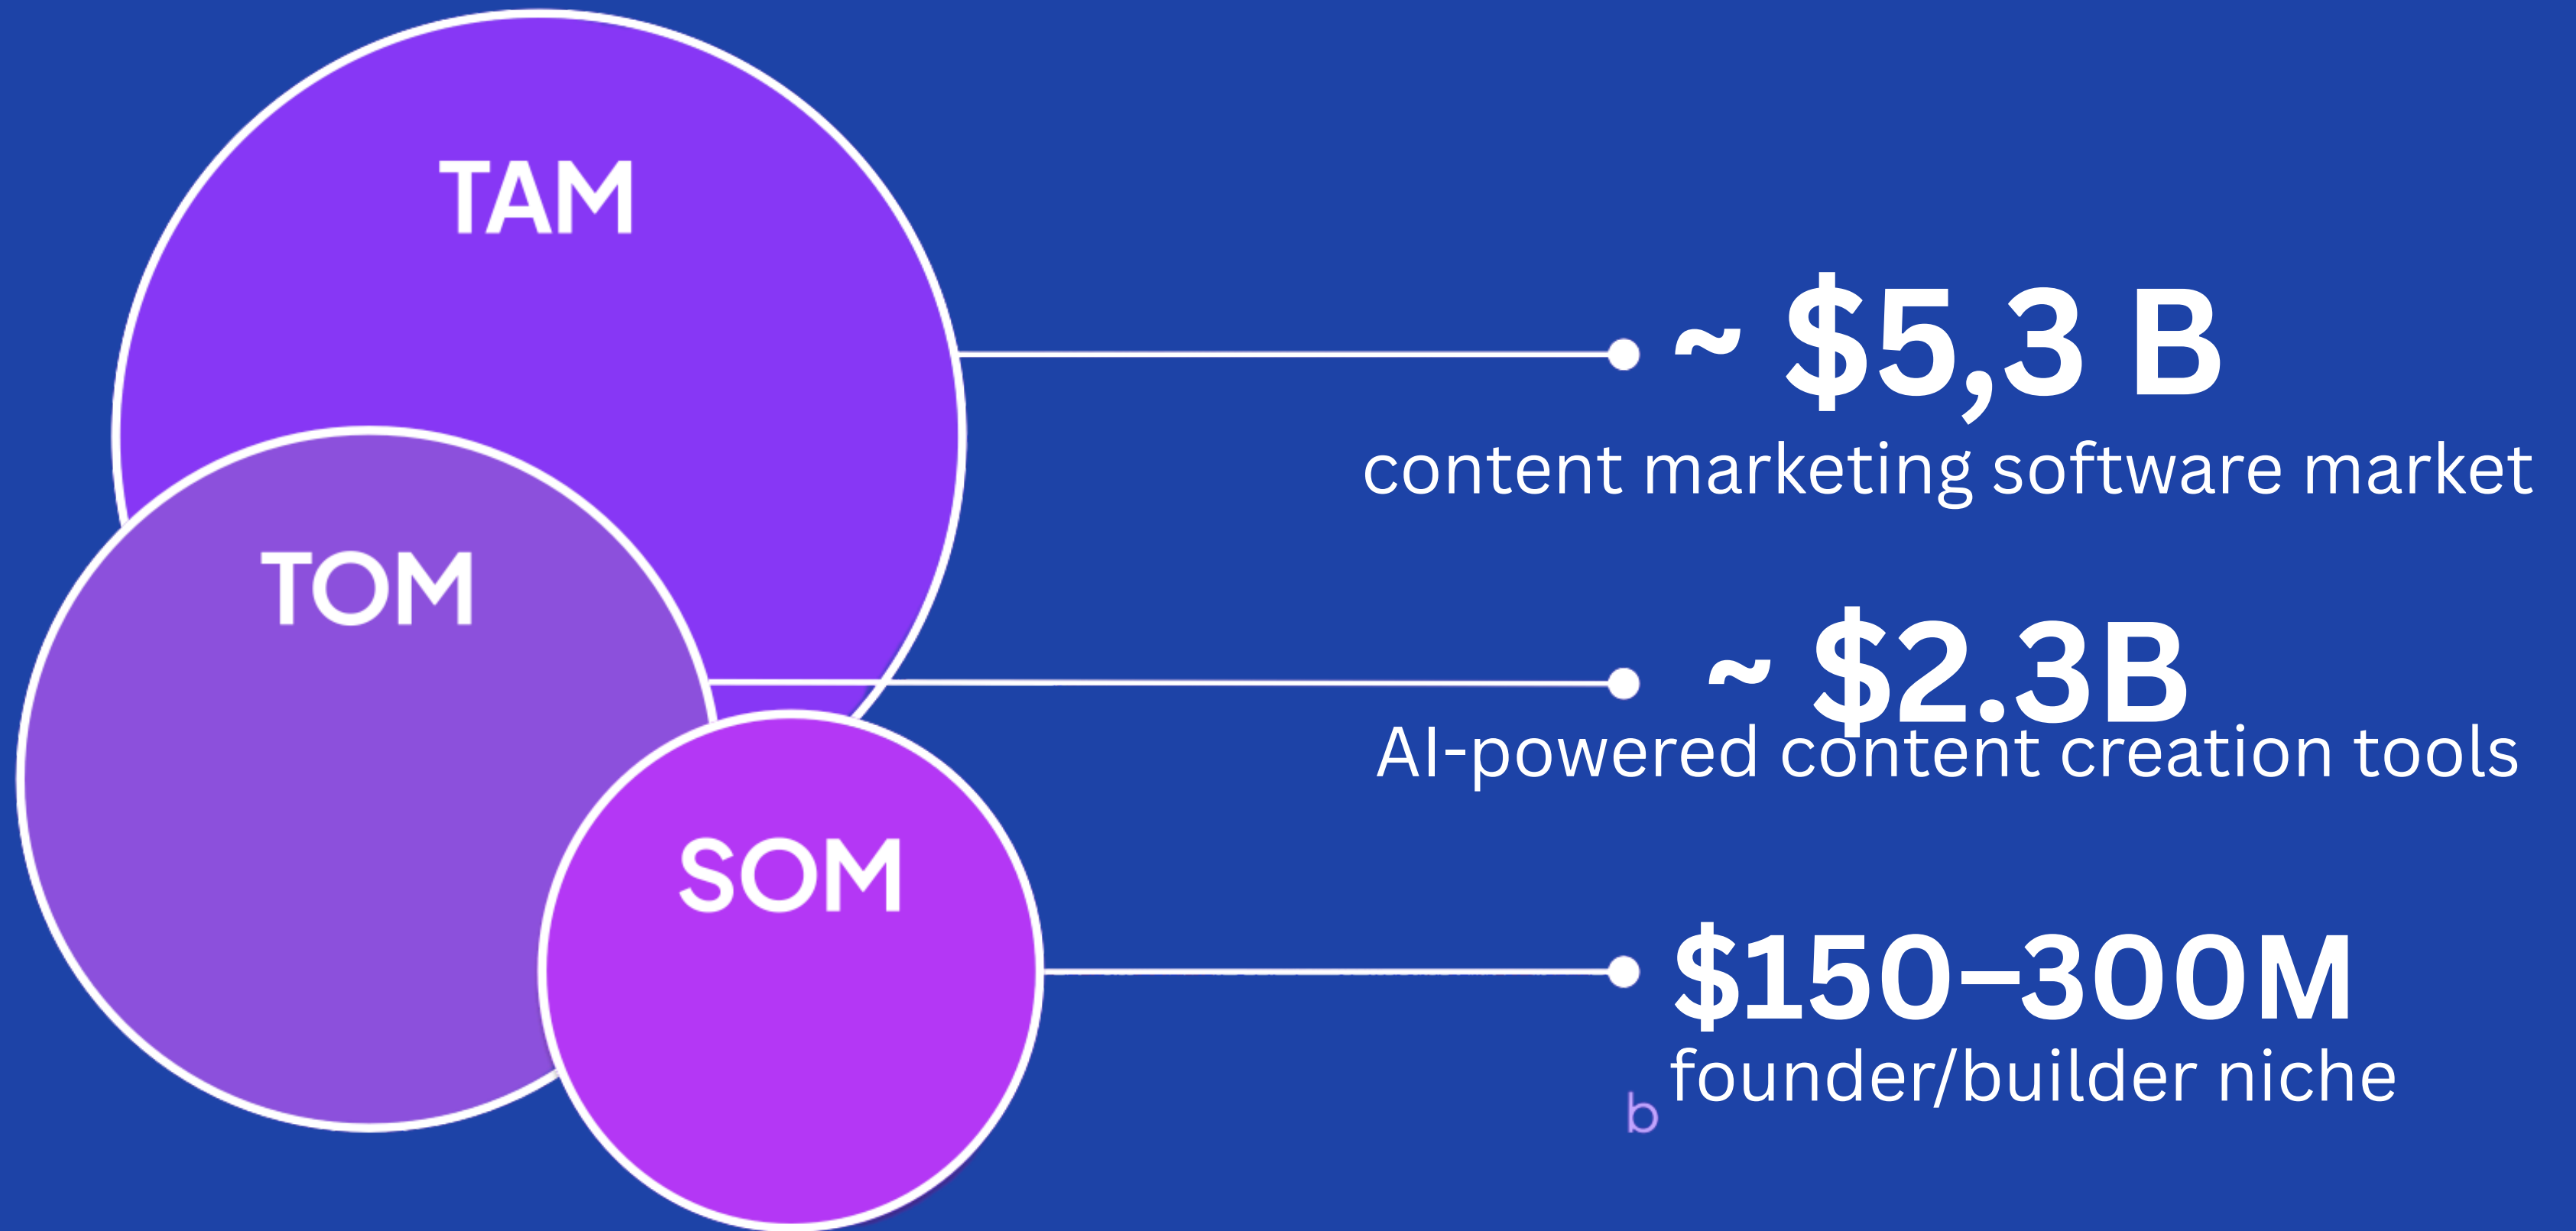 TAM
~ $5,3 B
content marketing software market
TOM
~ $2.3B
AI-powered content creation tools
SOM
$150–300M
founder/builder niche
b